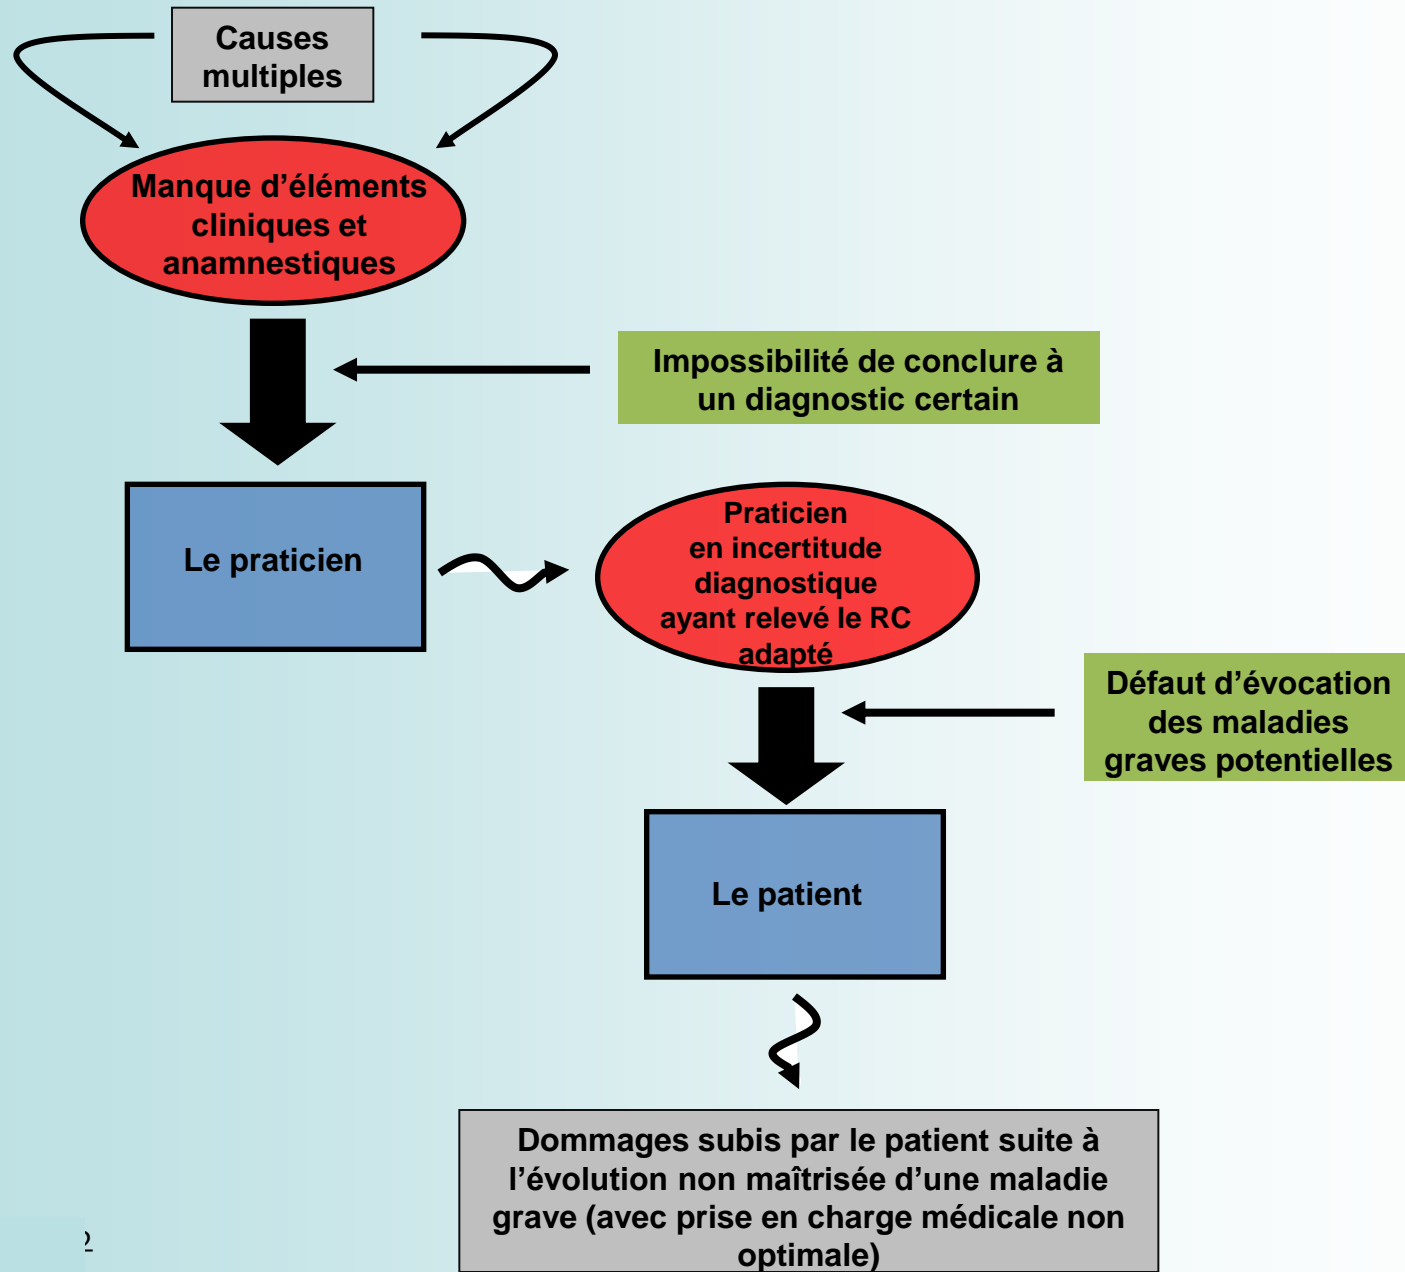 Causes
multiples
Manque d’éléments
cliniques et
anamnestiques
Impossibilité de conclure à
un diagnostic certain
Le praticien
Praticien
en incertitude
diagnostique
ayant relevé le RC
adapté
Défaut d’évocation
des maladies
graves potentielles
Le patient
Dommages subis par le patient suite à
l’évolution non maîtrisée d’une maladie
grave (avec prise en charge médicale non
optimale)